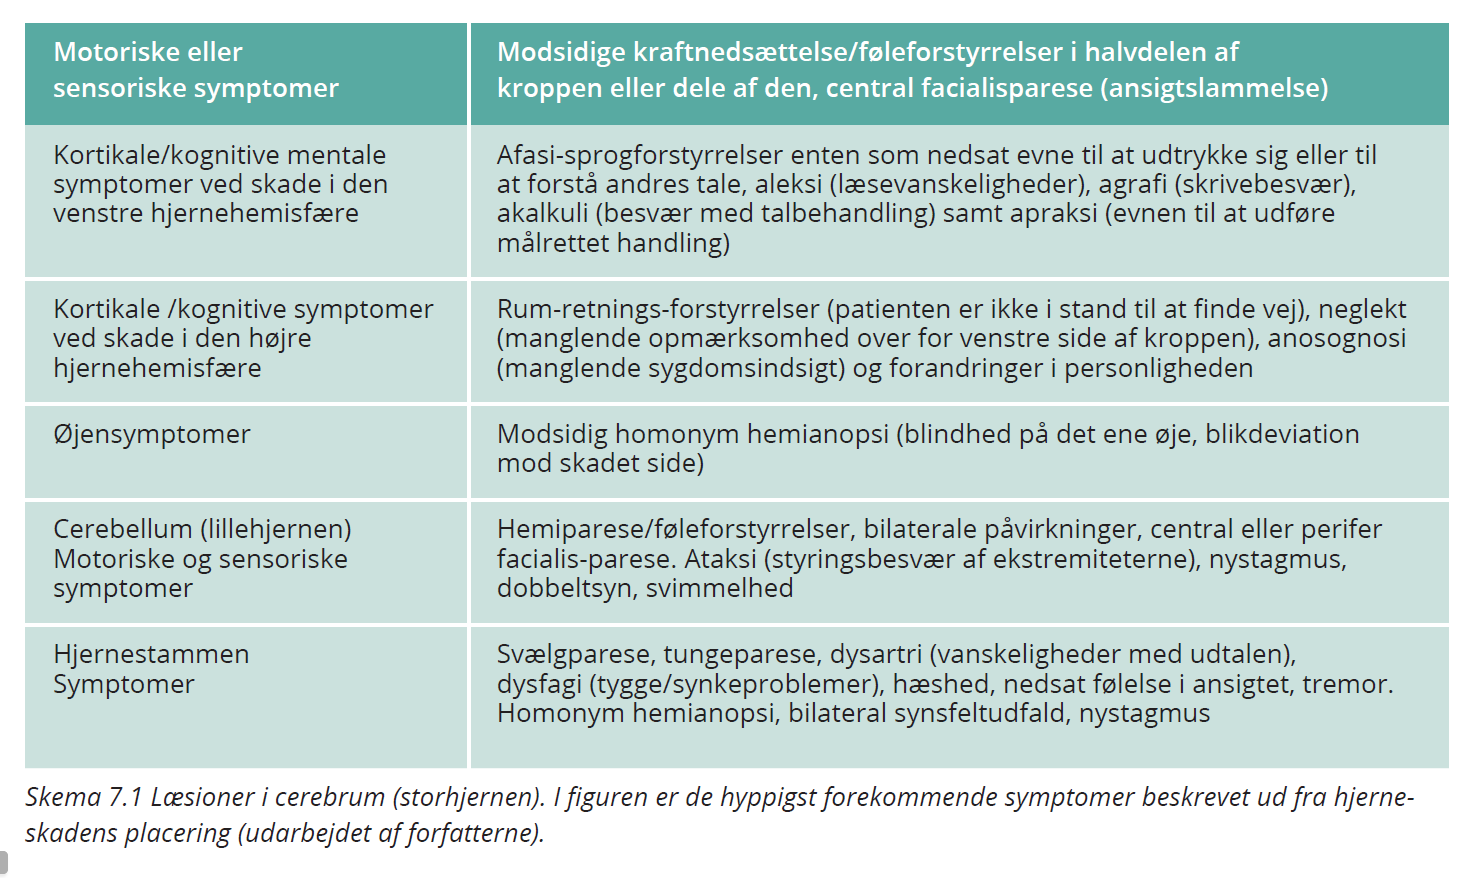 Motoriske eller
sensoriske symptomer
Modsidige kraftnedsættelse/føleforstyrrelser i halvdelen af
kroppen eller dele af den, central facialisparese (ansigtslammelse)
Kortikale/kognitive mentale
symptomer ved skade i den
venstre hjernehemisfære
Afasi-sprogforstyrrelser enten som nedsat evne til at udtrykke sig eller til
at forstå andres tale, aleksi (læsevanskeligheder), agrafi (skrivebesvær),
akalkuli (besvær med talbehandling) samt apraksi (evnen til at udføre
målrettet handling)
Kortikale /kognitive symptomer
ved skade i den højre
hjernehemisfære
Rum-retnings-forstyrrelser (patienten er ikke i stand til at finde vej), neglekt
(manglende opmærksomhed over for venstre side af kroppen), anosognosi
(manglende sygdomsindsigt) og forandringer i personligheden
Øjensymptomer
Modsidig homonym hemianopsi (blindhed på det ene øje, blikdeviation
mod skadet side)
Cerebellum (lillehjernen)
Motoriske og sensoriske
symptomer
Hemiparese/føleforstyrrelser, bilaterale påvirkninger, central eller perifer
facialis-parese. Ataksi (styringsbesvær af ekstremiteterne), nystagmus,
dobbeltsyn, svimmelhed
Hjernestammen
Symptomer
Svælgparese, tungeparese, dysartri (vanskeligheder med udtalen),
dysfagi (tygge/synkeproblemer), hæshed, nedsat følelse i ansigtet, tremor.
Homonym hemianopsi, bilateral synsfeltudfald, nystagmus
Skema 7.1 Læsioner i cerebrum (storhjernen). I figuren er de hyppigst forekommende symptomer beskrevet ud fra hjerne-
skadens placering (udarbejdet af forfatterne).